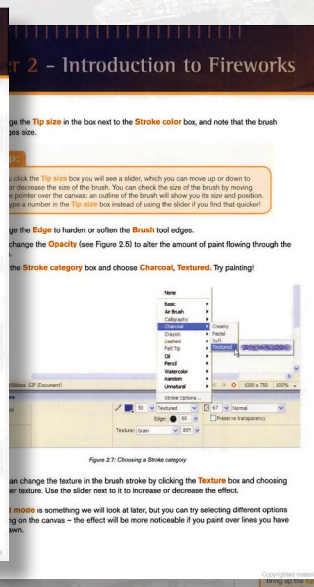 r 2 – Introduction to Fireworks
ge the Tip size in the box next to the Stroke color box, and note that the brush
ges size.
p:
click the Tip size box you will see a slider, which you can move up or down to
or decrease the size of the brush. You can check the size of the brush by moving
e pointer over the canvas: an outline of the brush will show you its size and position.
ype a number in the Tip size box instead of using the slider if you find that quicker!
ge the Edge to harden or soften the Brush tool edges.
change the Opacity (see Figure 2.5) to alter the amount of paint flowing through the
the Stroke category box and choose Charcoal, Textured. Try painting!
None
Basic
Air Brush
Calligraphy
Charcoal Creamy
Crayon Pastel
Dashed Soft
Felt Tip Textured
Oil
Pencil
Watercolor
Random
Unnatural
GIF (Document) 1000 x 750 100%
Stroke Options...
50 Textured 67 Normal
Edge: 60 Preserve transparency
Texture: Grain 85%
Figure 2.7: Choosing a Stroke category
an change the texture in the brush stroke by clicking the Texture box and choosing
er texture. Use the slider next to it to increase or decrease the effect.
mode is something we will look at later, but you can try selecting different options
ng on the canvas – the effect will be more noticeable if you paint over lines you have
awn.
Copyrighted materi
bring up the